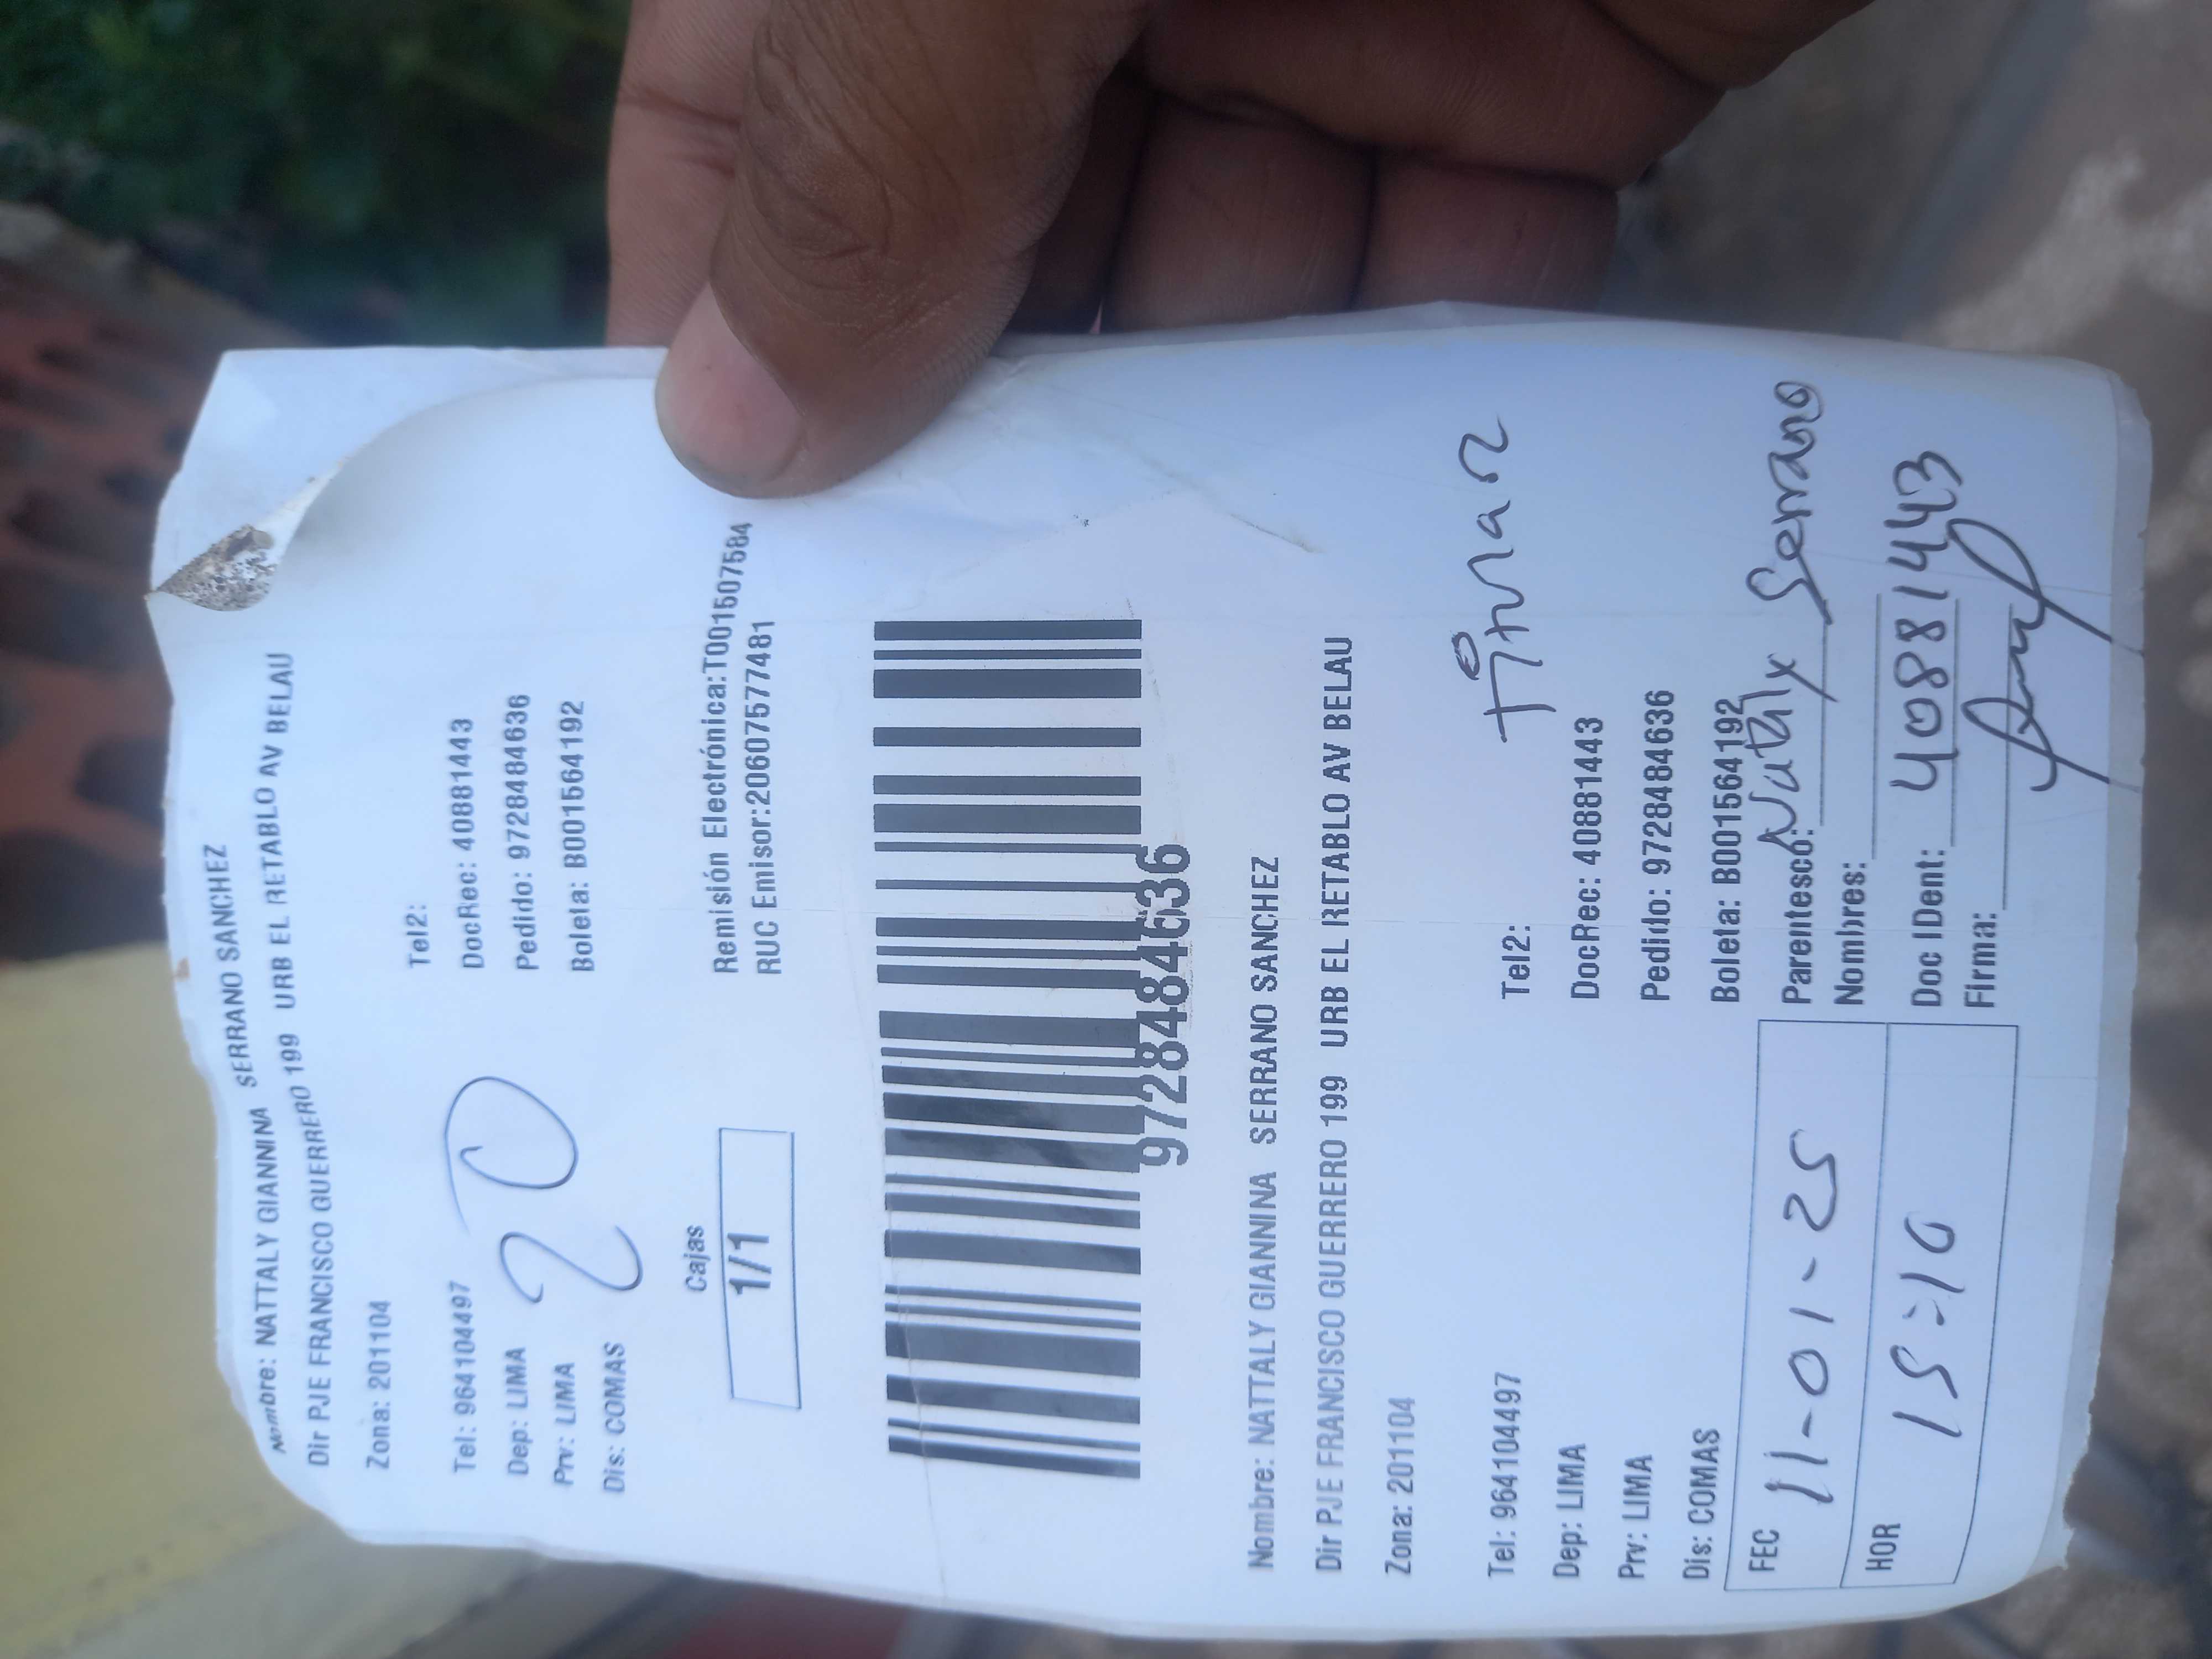 Nombre: NATTALY GIANNINA SERRANO SANCHEZ
Dir PJE FRANCISCO GUERRERO 199 URB EL RETABLO AV BELAU
Zona: 201104
Tel: 964104497 Tel2:
Dep: LIMA DocRec: 40881443
Prv: LIMA Pedido: 9728484636
Dis: COMAS Boleta: B001564192
20
Cajas
1/1
Remisión Electrónica:T001507584
RUC Emisor:20607577481
9728484636
Nombre: NATTALY GIANNINA SERRANO SANCHEZ
Dir PJE FRANCISCO GUERRERO 199 URB EL RETABLO AV BELAU
Zona: 201104
Tel: 964104497 Tel2:
Dep: LIMA DocRec: 40881443
Prv: LIMA Pedido: 9728484636
Dis: COMAS Boleta: B001564192
FEC 11-01-25 Parentesco: Nataly Serrano
Nombres:
HOR 15:10 Doc IDent: 40881443
Firma: